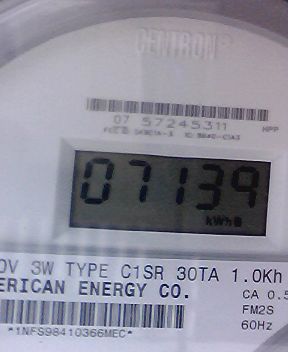 CENTRON®
07 57245311
HPP
07139
kWh
0V 3W TYPE C1SR 30TA 1.0Kh
ERICAN ENERGY CO.
CA 0.5
FM2S
60Hz
*1NFS98410366MEC*